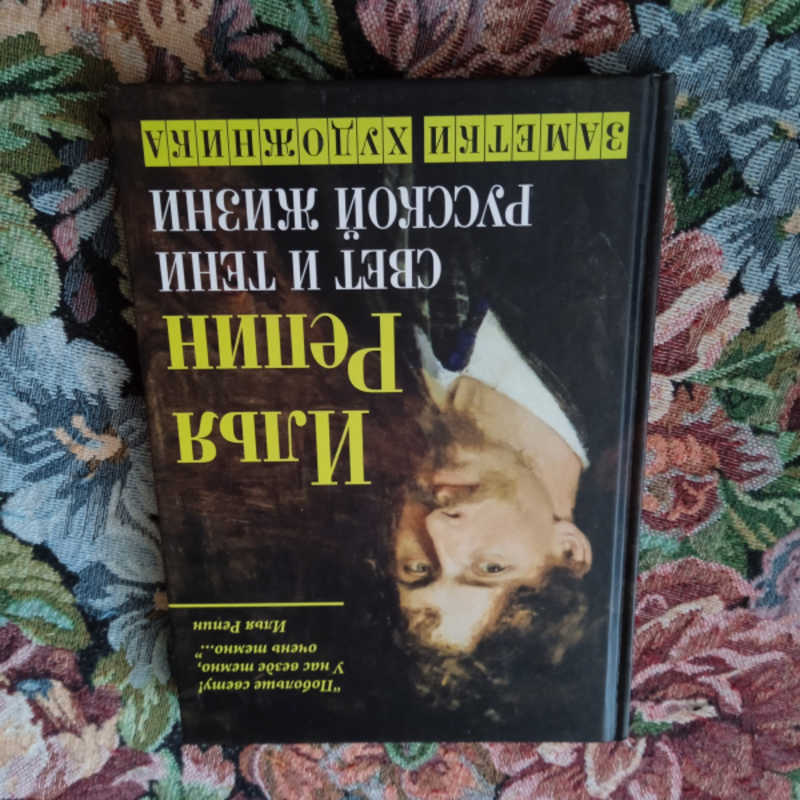 "Побольше свету!
У нас везде темно,
очень темно..."
Илья Репин
Илья
Репин
СВЕТ И ТЕНИ
РУССКОЙ ЖИЗНИ
ЗАМЕТКИ ХУДОЖНИКА